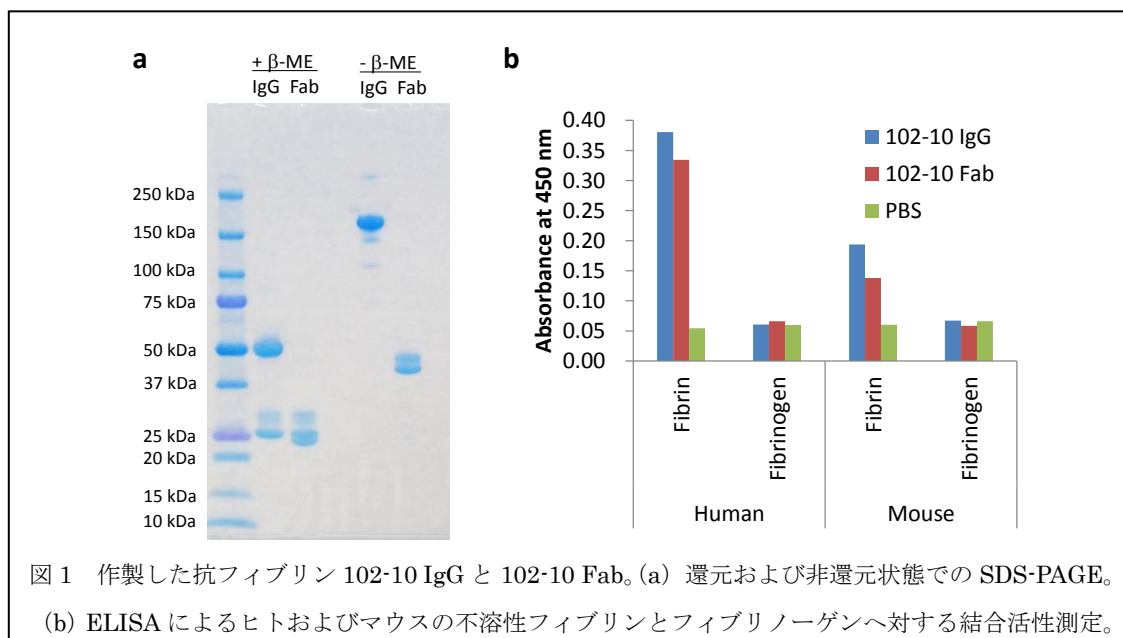 a
+ β-ME
- β-ME
IgG Fab
IgG Fab
250 kDa
150 kDa
100 kDa
75 kDa
50 kDa
37 kDa
25 kDa
20 kDa
15 kDa
10 kDa
b
Absorbance at 450 nm
0.40
0.35
0.30
0.25
0.20
0.15
0.10
0.05
0.00
102-10 IgG
102-10 Fab
PBS
Fibrin
Fibrinogen
Fibrin
Fibrinogen
Human
Mouse
図 1 作製した抗フィブリン 102-10 IgG と 102-10 Fab。(a) 還元および非還元状態での SDS-PAGE。
(b) ELISA によるヒトおよびマウスの不溶性フィブリンとフィブリノーゲンへ対する結合活性測定。